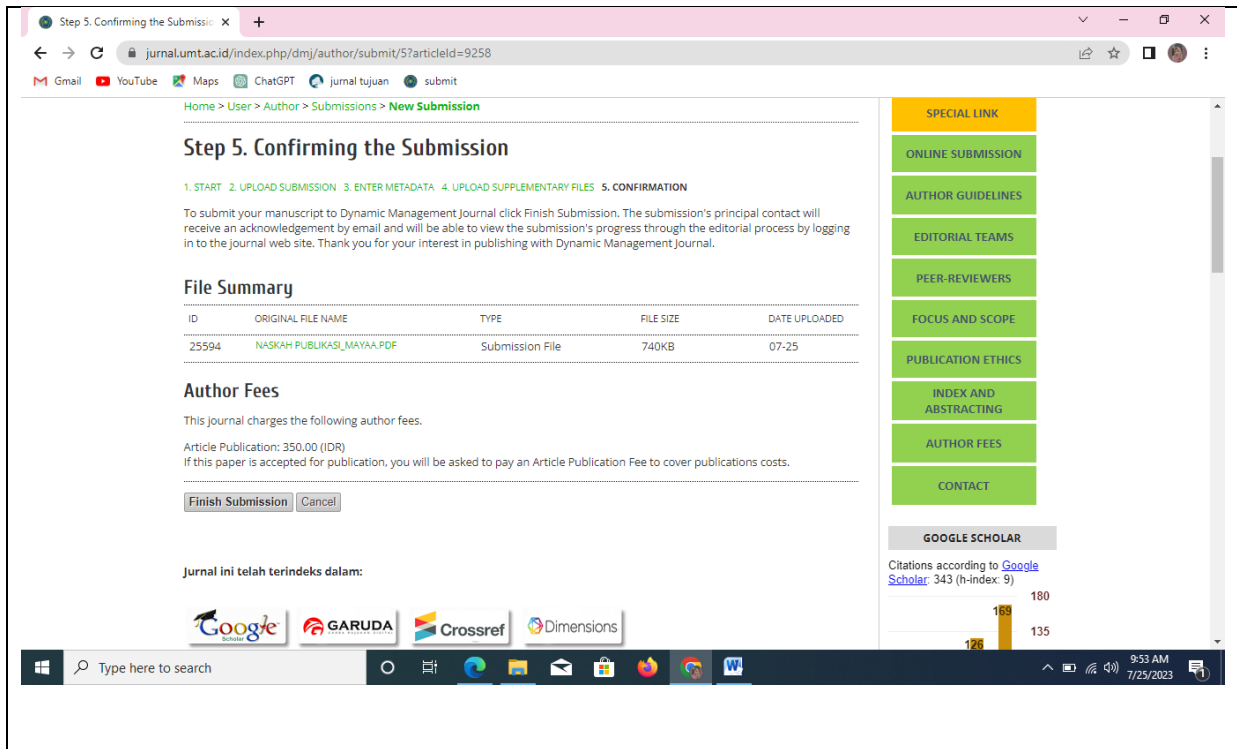 Step 5. Confirming the Submissio
jurnal.umt.ac.id/index.php/dmj/author/submit/5?articleId=9258
Gmail YouTube Maps ChatGPT jurnal tujuan submit
Home > User > Author > Submissions > New Submission
Step 5. Confirming the Submission
1. START 2. UPLOAD SUBMISSION 3. ENTER METADATA 4. UPLOAD SUPPLEMENTARY FILES 5. CONFIRMATION
To submit your manuscript to Dynamic Management Journal click Finish Submission. The submission's principal contact will
receive an acknowledgement by email and will be able to view the submission's progress through the editorial process by logging
in to the journal web site. Thank you for your interest in publishing with Dynamic Management Journal.
File Summary
ID ORIGINAL FILE NAME TYPE FILE SIZE DATE UPLOADED
25594 NASKAH PUBLIKASI_MAYAA.PDF Submission File 740KB 07-25
Author Fees
This journal charges the following author fees.
Article Publication: 350.00 (IDR)
If this paper is accepted for publication, you will be asked to pay an Article Publication Fee to cover publications costs.
Finish Submission Cancel
Jurnal ini telah terindeks dalam:
Google Scholar
GARUDA
Crossref
Dimensions
SPECIAL LINK
ONLINE SUBMISSION
AUTHOR GUIDELINES
EDITORIAL TEAMS
PEER-REVIEWERS
FOCUS AND SCOPE
PUBLICATION ETHICS
INDEX AND
ABSTRACTING
AUTHOR FEES
CONTACT
GOOGLE SCHOLAR
Citations according to Google
Scholar: 343 (h-index: 9)
180
169
135
126
Type here to search
9:53 AM
7/25/2023
1